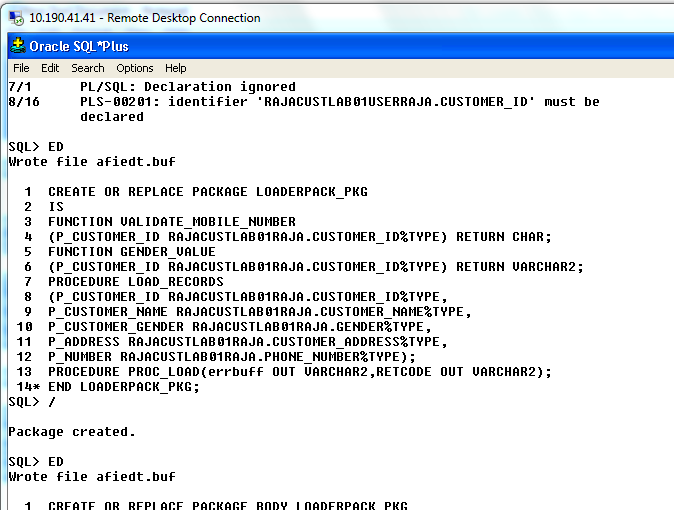 10.190.41.41 - Remote Desktop Connection
Oracle SQL*Plus
File Edit Search Options Help
7/1 PL/SQL: Declaration ignored
8/16 PLS-00201: identifier 'RAJACUSTLAB01USERRAJA.CUSTOMER_ID' must be
declared
SQL> ED
Wrote file afiedt.buf
1 CREATE OR REPLACE PACKAGE LOADERPACK_PKG
2 IS
3 FUNCTION VALIDATE_MOBILE_NUMBER
4 (P_CUSTOMER_ID RAJACUSTLAB01RAJA.CUSTOMER_ID%TYPE) RETURN CHAR;
5 FUNCTION GENDER_VALUE
6 (P_CUSTOMER_ID RAJACUSTLAB01RAJA.CUSTOMER_ID%TYPE) RETURN VARCHAR2;
7 PROCEDURE LOAD_RECORDS
8 (P_CUSTOMER_ID RAJACUSTLAB01RAJA.CUSTOMER_ID%TYPE,
9 P_CUSTOMER_NAME RAJACUSTLAB01RAJA.CUSTOMER_NAME%TYPE,
10 P_CUSTOMER_GENDER RAJACUSTLAB01RAJA.GENDER%TYPE,
11 P_ADDRESS RAJACUSTLAB01RAJA.CUSTOMER_ADDRESS%TYPE,
12 P_NUMBER RAJACUSTLAB01RAJA.PHONE_NUMBER%TYPE);
13 PROCEDURE PROC_LOAD(errbuff OUT VARCHAR2,RETCODE OUT VARCHAR2);
14* END LOADERPACK_PKG;
SQL> /
Package created.
SQL> ED
Wrote file afiedt.buf
1 CREATE OR REPLACE PACKAGE BODY LOADERPACK_PKG